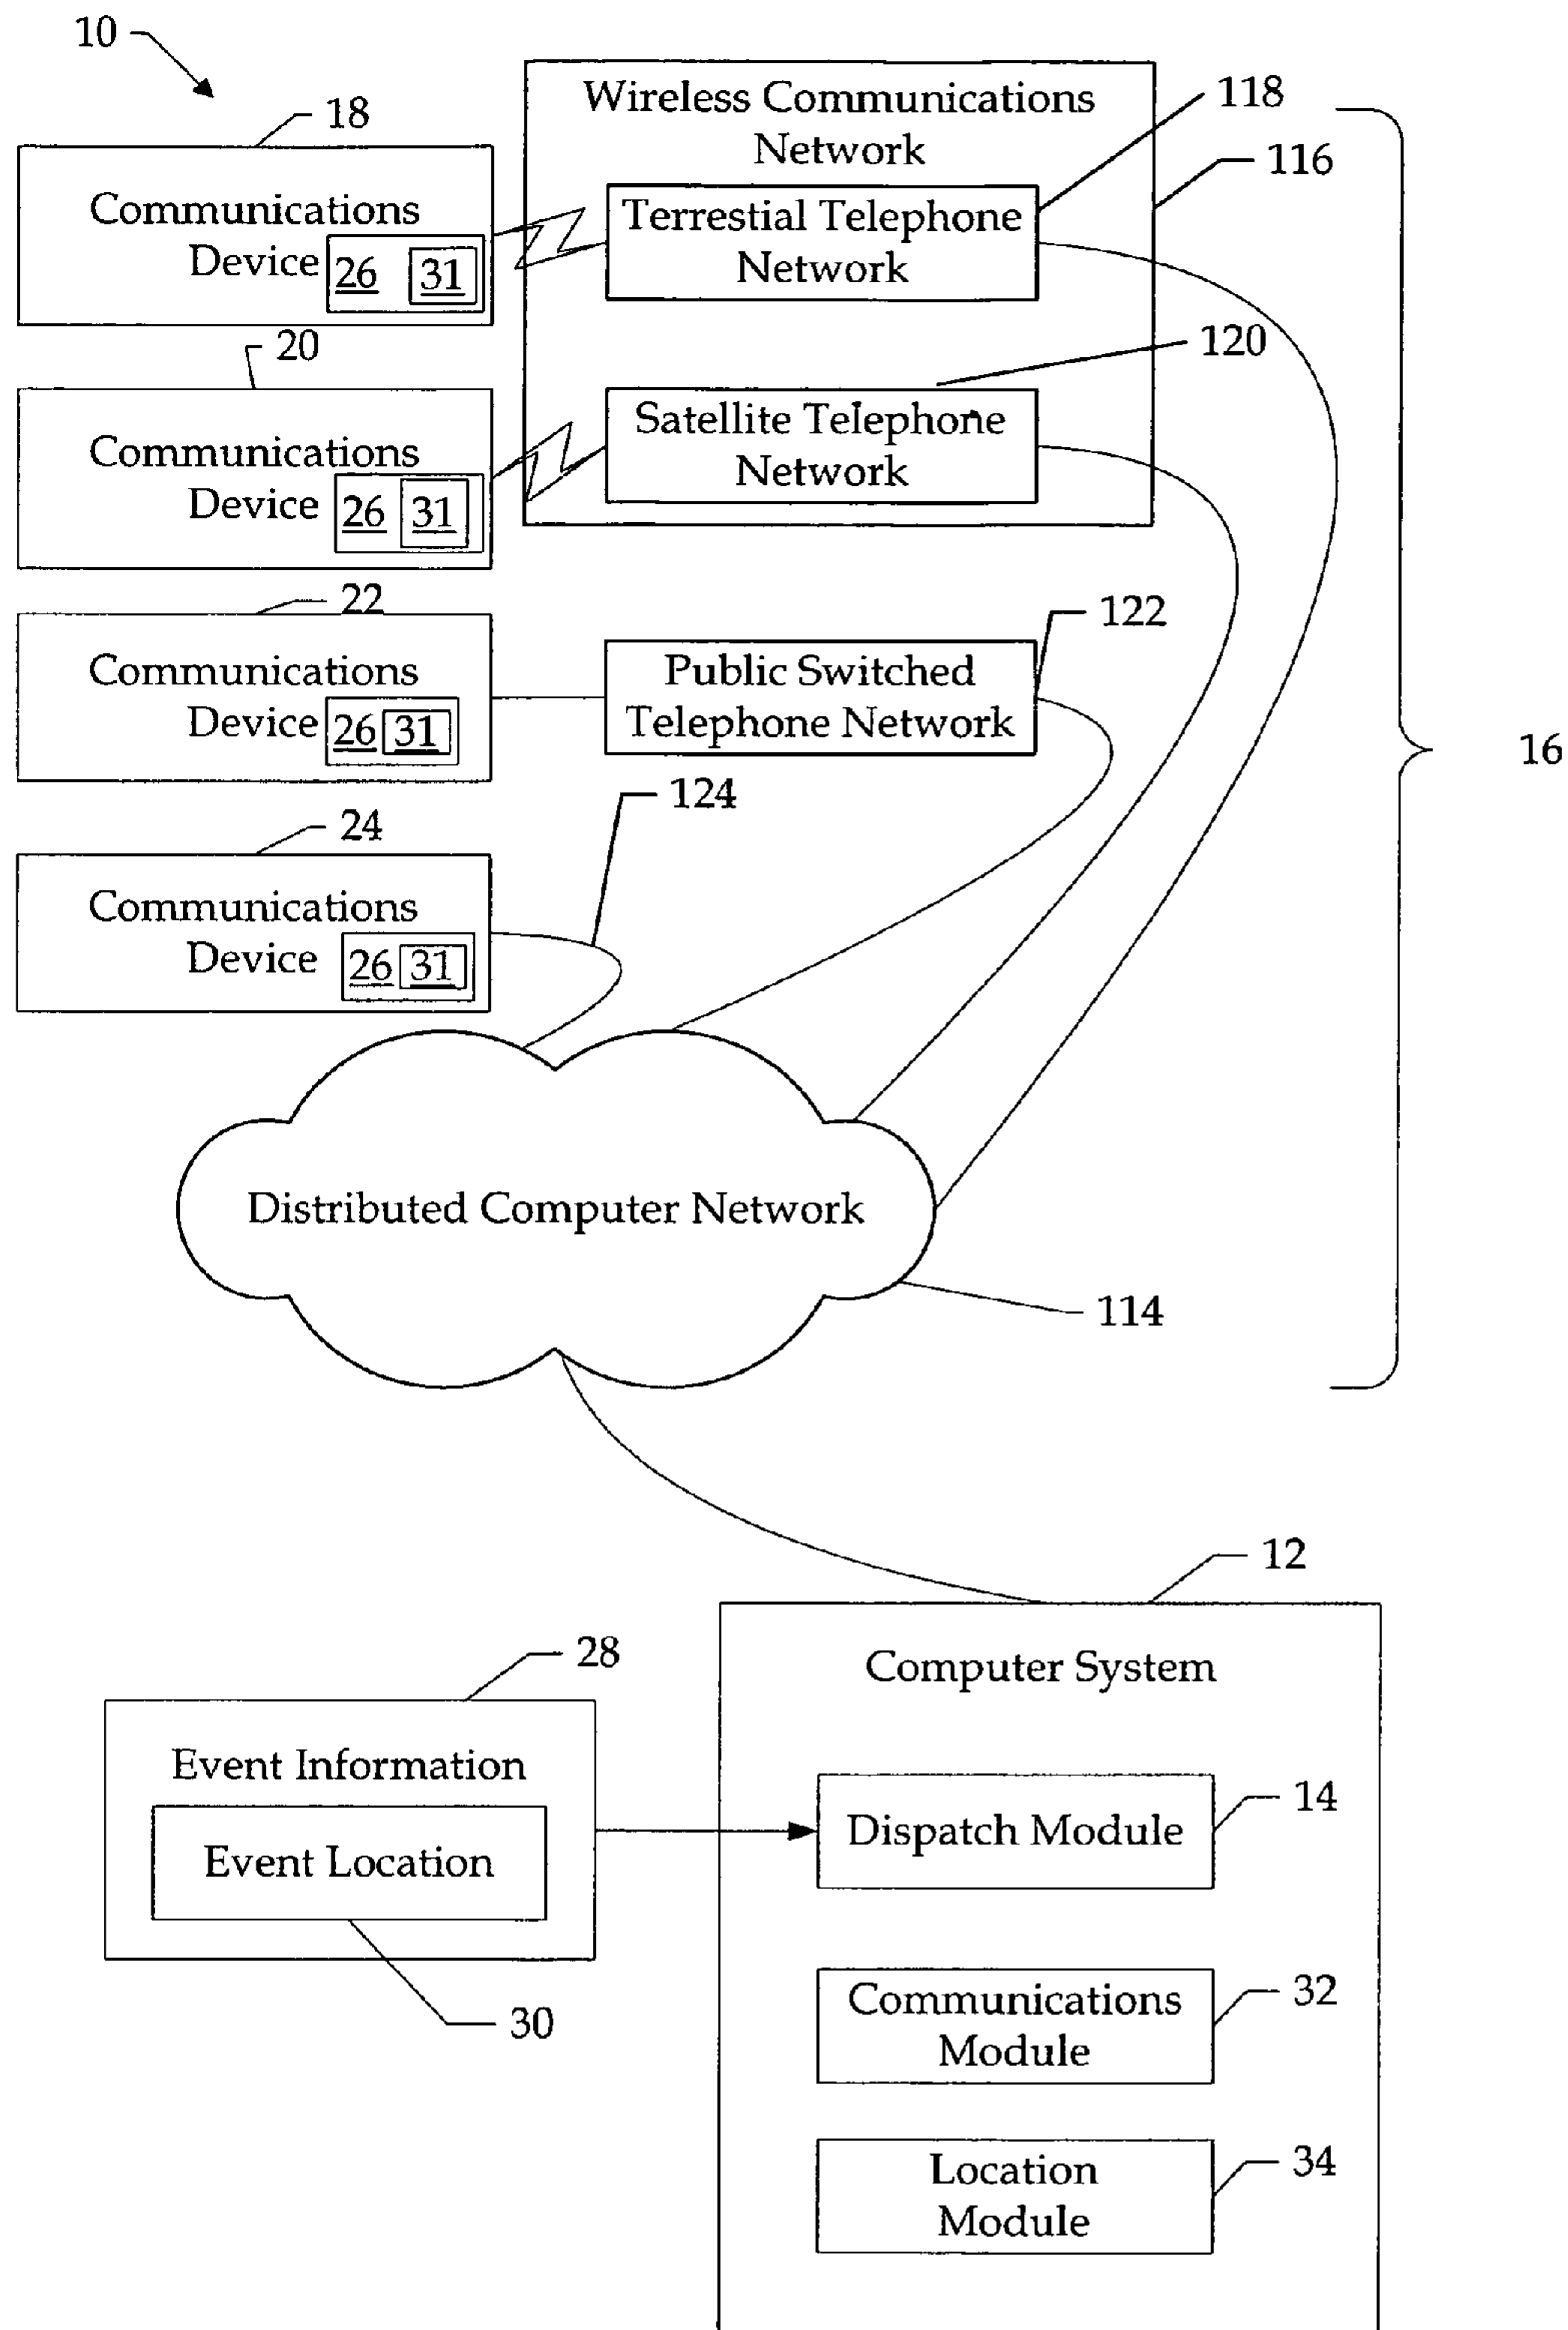 10
18
Wireless Communications
Network
118
116
Communications
Device 26 31
Terrestial Telephone
Network
20
120
Communications
Device 26 31
Satellite Telephone
Network
22
122
Communications
Device 26 31
Public Switched
Telephone Network
16
124
24
Communications
Device 26 31
Distributed Computer Network
114
12
28
Computer System
Event Information
14
Dispatch Module
Event Location
32
Communications
Module
30
34
Location
Module